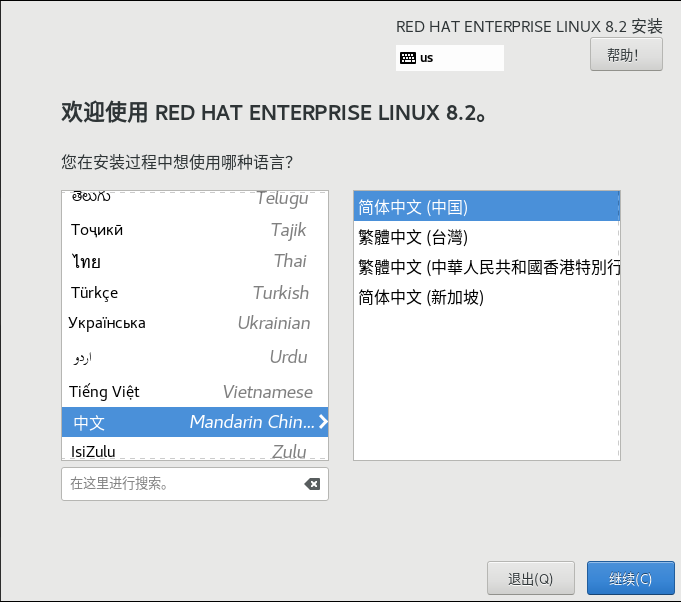 RED HAT ENTERPRISE LINUX 8.2 安装
us
帮助!
欢迎使用 RED HAT ENTERPRISE LINUX 8.2。
您在安装过程中想使用哪种语言?
తెలుగు Telugu
Тоҷикӣ Tajik
ไทย Thai
Türkçe Turkish
Українська Ukrainian
اردو Urdu
Tiếng Việt Vietnamese
中文 Mandarin Chin...
IsiZulu Zulu
简体中文 (中国)
繁體中文 (台灣)
繁體中文 (中華人民共和國香港特別行
简体中文 (新加坡)
在这里进行搜索。
退出(Q)
继续(C)